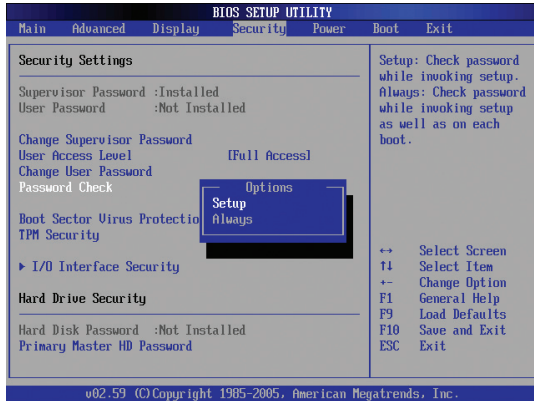 BIOS SETUP UTILITY
Main Advanced Display Security Power Boot Exit
Security Settings
Supervisor Password :Installed
User Password :Not Installed
Change Supervisor Password
User Access Level [Full Access]
Change User Password
Password Check
Boot Sector Virus Protectio
TPM Security
▶ I/O Interface Security
Hard Drive Security
Hard Disk Password :Not Installed
Primary Master HD Password
Options
Setup
Always
Setup: Check password
while invoking setup.
Always: Check password
while invoking setup
as well as on each
boot.
↔ Select Screen
↑↓ Select Item
+- Change Option
F1 General Help
F9 Load Defaults
F10 Save and Exit
ESC Exit
v02.59 (C)Copyright 1985-2005, American Megatrends, Inc.